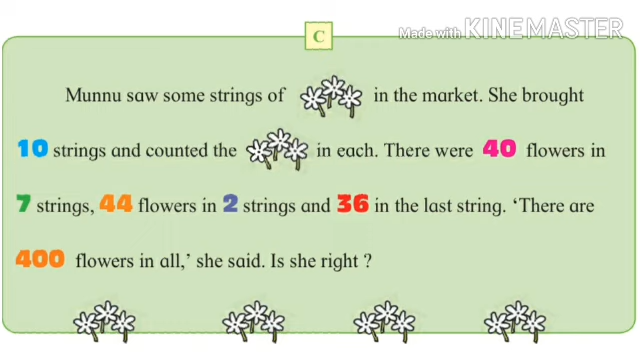 C
Made with KINEMASTER
Munnu saw some strings of in the market. She brought
10 strings and counted the in each. There were 40 flowers in
7 strings, 44 flowers in 2 strings and 36 in the last string. ‘There are
400 flowers in all,’ she said. Is she right ?